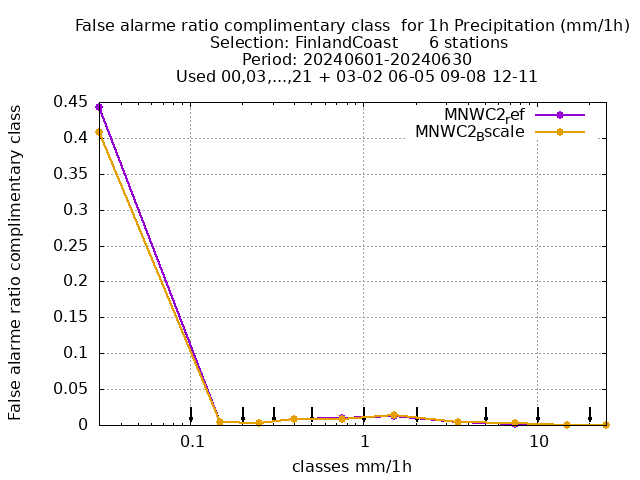 False alarme ratio complimentary class  for 1h Precipitation (mm/1h)
Selection: FinlandCoast      6 stations
Period: 20240601-20240630
Used 00,03,...,21 + 03-02 06-05 09-08 12-11
False alarme ratio complimentary class
0.45
0.4
0.35
0.3
0.25
0.2
0.15
0.1
0.05
0
MNWC2ref
MNWC2Bscale
0.1
1
10
classes mm/1h